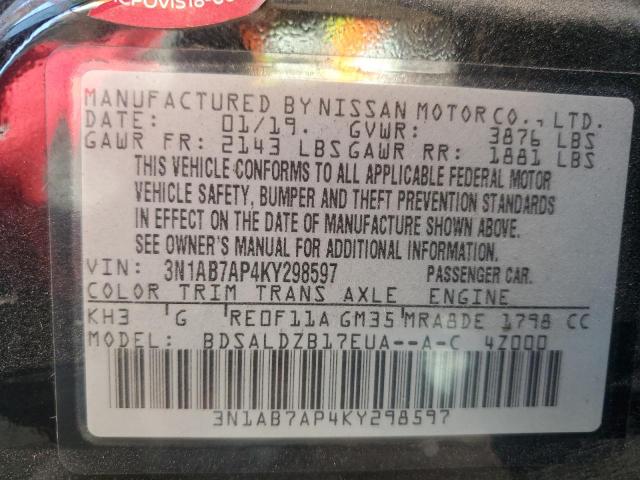 MANUFACTURED BY NISSAN MOTOR CO., LTD.
DATE: 01/19. GVWR: 3876 LBS
GAWR FR: 2143 LBS GAWR RR: 1881 LBS
THIS VEHICLE CONFORMS TO ALL APPLICABLE FEDERAL MOTOR
VEHICLE SAFETY, BUMPER AND THEFT PREVENTION STANDARDS
IN EFFECT ON THE DATE OF MANUFACTURE SHOWN ABOVE.
SEE OWNER'S MANUAL FOR ADDITIONAL INFORMATION.
VIN: 3N1AB7AP4KY298597 PASSENGER CAR.
COLOR TRIM TRANS AXLE ENGINE
KH3 G RE0F11A GM35 MRA8DE 1798 CC
MODEL: BDSALDZB17EUA--A-C 4Z000
3N1AB7AP4KY298597